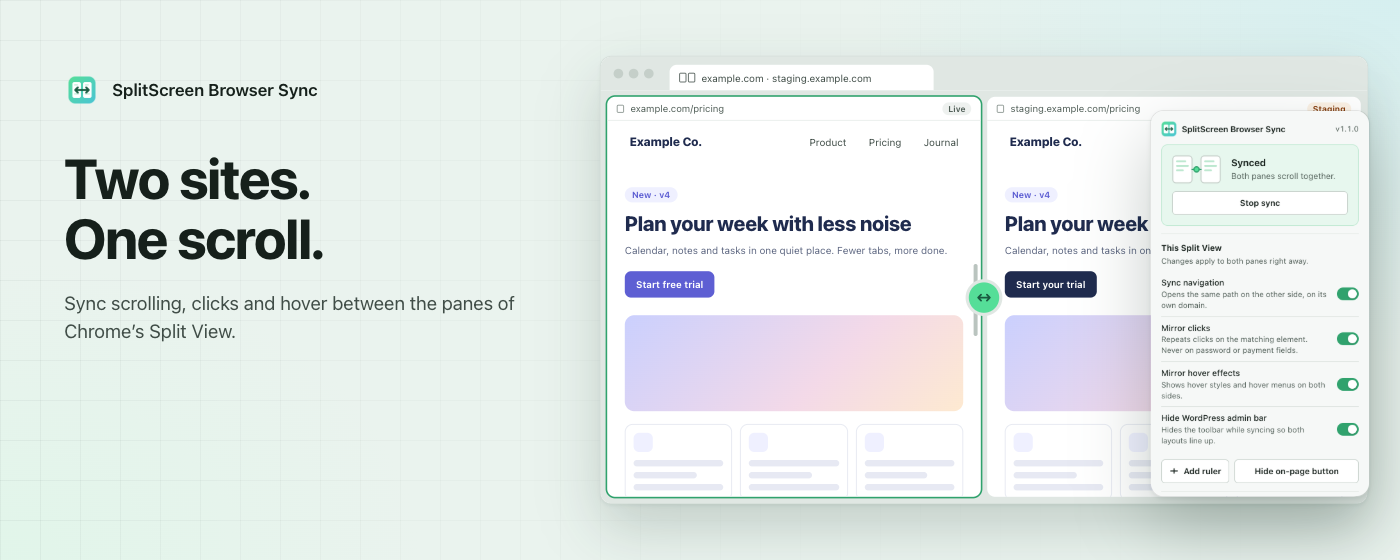 SplitScreen Browser Sync
Two sites.
One scroll.
Sync scrolling, clicks and hover between the panes of
Chrome's Split View.
example.com · staging.example.com
example.com/pricing
Live
Example Co.
Product
Pricing
Journal
New · v4
Plan your week with less noise
Calendar, notes and tasks in one quiet place. Fewer tabs, more done.
Start free trial
staging.example.com/pricing
Staging
Example Co.
New · v4
Plan your week
Calendar, notes and tasks in on
Start your trial
SplitScreen Browser Sync
v1.1.0
Synced
Both panes scroll together.
Stop sync
This Split View
Changes apply to both panes right away.
Sync navigation
Opens the same path on the other side, on its
own domain.
Mirror clicks
Repeats clicks on the matching element.
Never on password or payment fields.
Mirror hover effects
Shows hover styles and hover menus on both
sides.
Hide WordPress admin bar
Hides the toolbar while syncing so both
layouts line up.
Add ruler
Hide on-page button